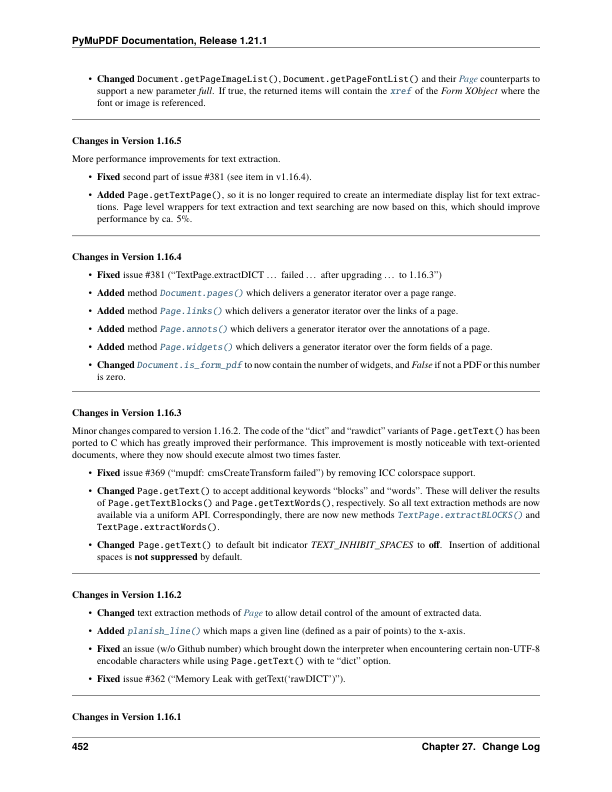 PyMuPDF Documentation, Release 1.21.1
• Changed Document.getPageImageList(), Document.getPageFontList() and their Page counterparts to
support a new parameter full. If true, the returned items will contain the xref of the Form XObject where the
font or image is referenced.
Changes in Version 1.16.5
More performance improvements for text extraction.
• Fixed second part of issue #381 (see item in v1.16.4).
• Added Page.getTextPage(), so it is no longer required to create an intermediate display list for text extrac-
tions. Page level wrappers for text extraction and text searching are now based on this, which should improve
performance by ca. 5%.
Changes in Version 1.16.4
• Fixed issue #381 (“TextPage.extractDICT … failed … after upgrading … to 1.16.3”)
• Added method Document.pages() which delivers a generator iterator over a page range.
• Added method Page.links() which delivers a generator iterator over the links of a page.
• Added method Page.annots() which delivers a generator iterator over the annotations of a page.
• Added method Page.widgets() which delivers a generator iterator over the form fields of a page.
• Changed Document.is_form_pdf to now contain the number of widgets, and False if not a PDF or this number
is zero.
Changes in Version 1.16.3
Minor changes compared to version 1.16.2. The code of the “dict” and “rawdict” variants of Page.getText() has been
ported to C which has greatly improved their performance. This improvement is mostly noticeable with text-oriented
documents, where they now should execute almost two times faster.
• Fixed issue #369 (“mupdf: cmsCreateTransform failed”) by removing ICC colorspace support.
• Changed Page.getText() to accept additional keywords “blocks” and “words”. These will deliver the results
of Page.getTextBlocks() and Page.getTextWords(), respectively. So all text extraction methods are now
available via a uniform API. Correspondingly, there are now new methods TextPage.extractBLOCKS() and
TextPage.extractWords().
• Changed Page.getText() to default bit indicator TEXT_INHIBIT_SPACES to off. Insertion of additional
spaces is not suppressed by default.
Changes in Version 1.16.2
• Changed text extraction methods of Page to allow detail control of the amount of extracted data.
• Added planish_line() which maps a given line (defined as a pair of points) to the x-axis.
• Fixed an issue (w/o Github number) which brought down the interpreter when encountering certain non-UTF-8
encodable characters while using Page.getText() with te “dict” option.
• Fixed issue #362 (“Memory Leak with getText(‘rawDICT’)”).
Changes in Version 1.16.1
452 Chapter 27. Change Log